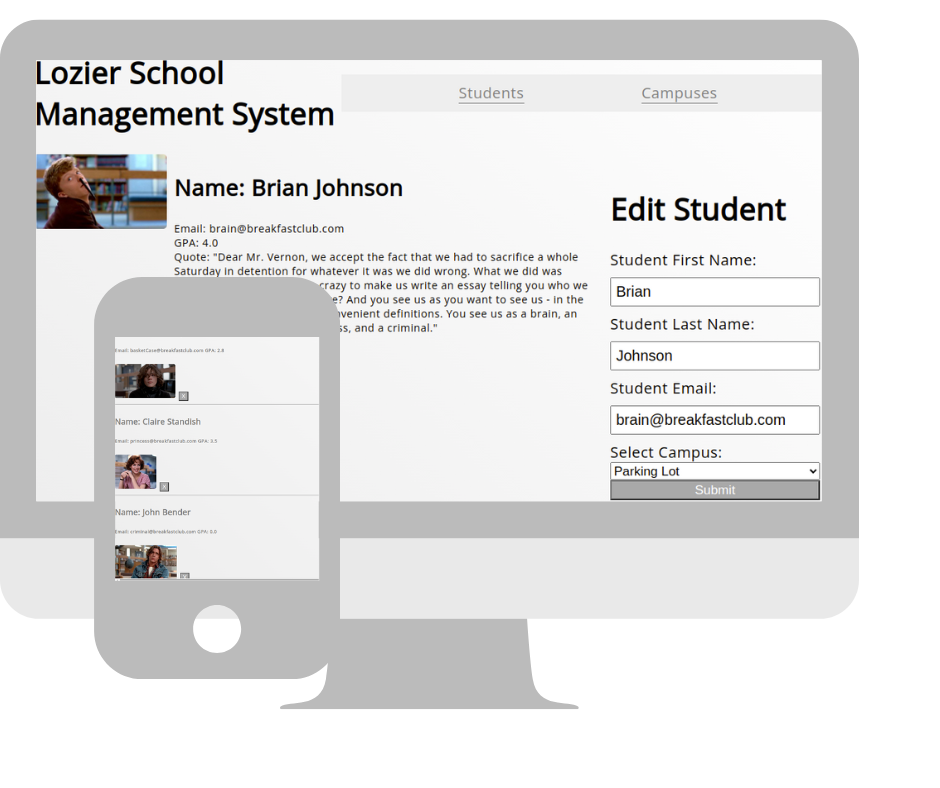 Lozier School
Management System
Students
Campuses
Name: Brian Johnson
Email: brain@breakfastclub.com
GPA: 4.0
Quote: "Dear Mr. Vernon, we accept the fact that we had to sacrifice a whole
Saturday in detention for whatever it was we did wrong. What we did was
crazy to make us write an essay telling you who we
e? And you see us as you want to see us - in the
nvenient definitions. You see us as a brain, an
ss, and a criminal."
Edit Student
Student First Name:
Brian
Student Last Name:
Johnson
Student Email:
brain@breakfastclub.com
Select Campus:
Parking Lot
Submit
Email: basketCase@breakfastclub.com GPA: 2.8
X
Name: Claire Standish
Email: princess@breakfastclub.com GPA: 3.5
X
Name: John Bender
Email: criminal@breakfastclub.com GPA: 0.0
X